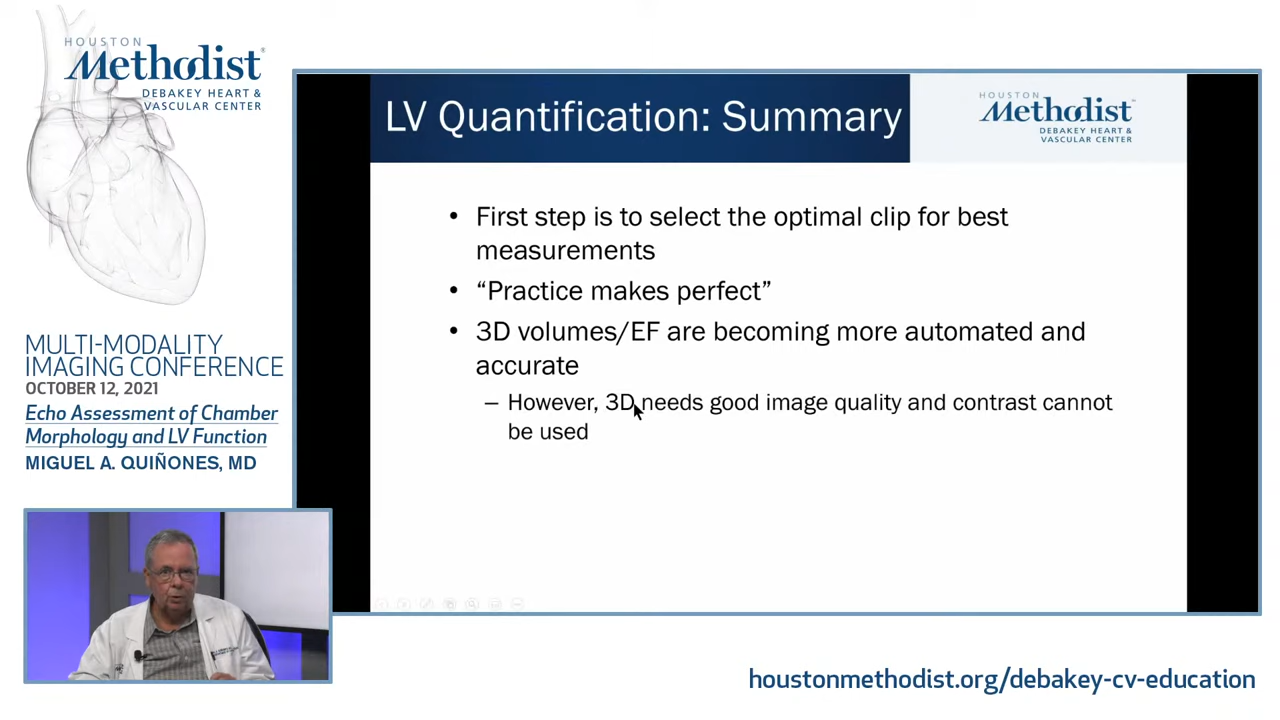 HOUSTON
Methodist
DEBAKEY HEART &
VASCULAR CENTER
MULTI-MODALITY
IMAGING CONFERENCE
OCTOBER 12, 2021
Echo Assessment of Chamber
Morphology and LV Function
MIGUEL A. QUIÑONES, MD
LV Quantification: Summary
HOUSTON
Methodist
DEBAKEY HEART &
VASCULAR CENTER
• First step is to select the optimal clip for best
measurements
• “Practice makes perfect”
• 3D volumes/EF are becoming more automated and
accurate
– However, 3D needs good image quality and contrast cannot
be used
houstonmethodist.org/debakey-cv-education